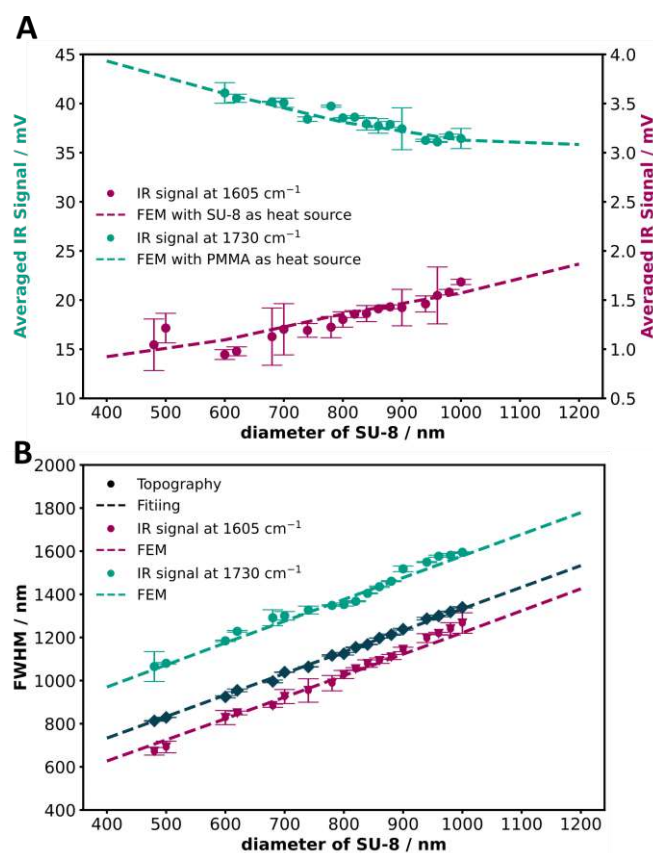 A
45
40
35
30
25
20
15
10
Averaged IR Signal / mV
4.0
3.5
3.0
2.5
2.0
1.5
1.0
0.5
Averaged IR Signal / mV
IR signal at 1605 cm⁻¹
FEM with SU-8 as heat source
IR signal at 1730 cm⁻¹
FEM with PMMA as heat source
400 500 600 700 800 900 1000 1100 1200
diameter of SU-8 / nm
B
2000
1800
1600
1400
1200
1000
800
600
400
FWHM / nm
Topography
Fitiing
IR signal at 1605 cm⁻¹
FEM
IR signal at 1730 cm⁻¹
FEM
400 500 600 700 800 900 1000 1100 1200
diameter of SU-8 / nm